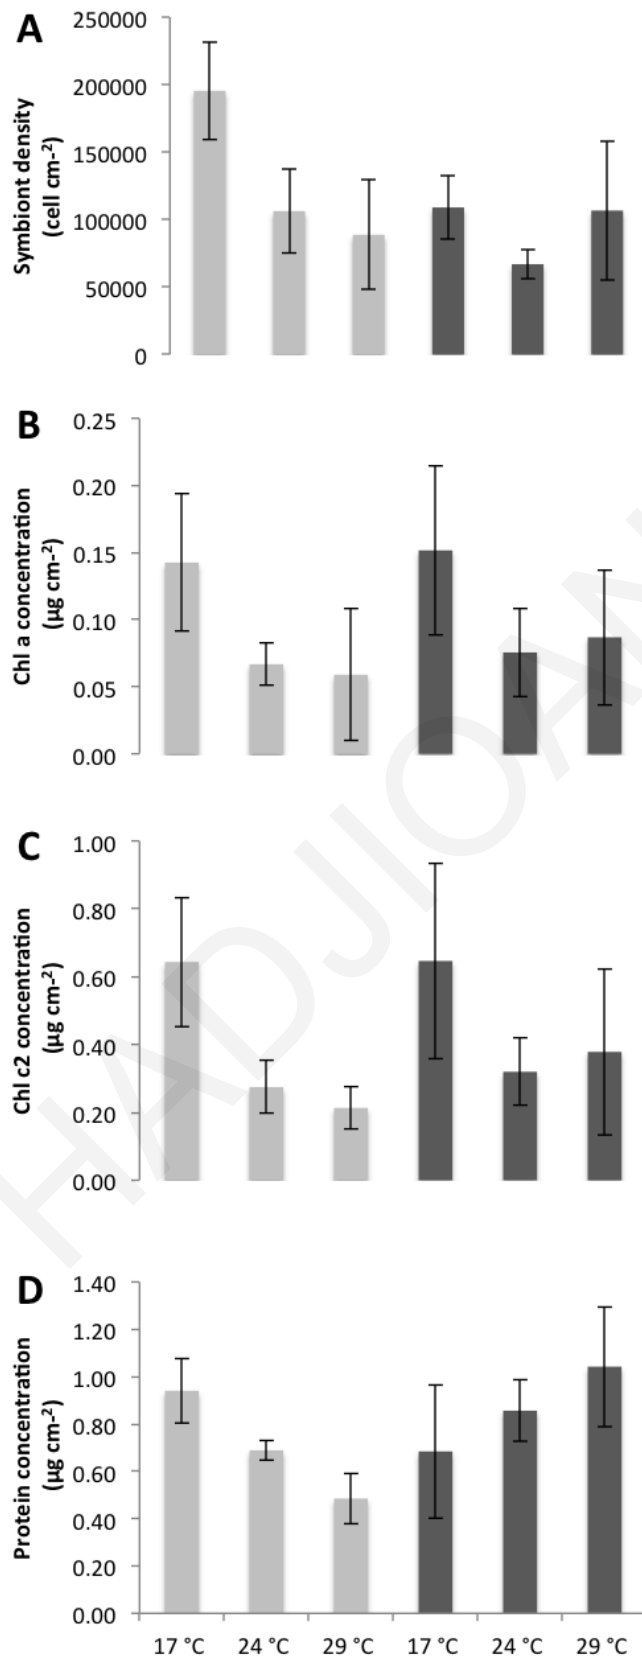 A
Symbiont density
(cell cm-2)
250000
200000
150000
100000
50000
0
B
Chl a concentration
(µg cm-2)
0.25
0.20
0.15
0.10
0.05
0.00
C
Chl c2 concentration
(µg cm-2)
1.00
0.80
0.60
0.40
0.20
0.00
D
Protein concentration
(µg cm-2)
1.40
1.20
1.00
0.80
0.60
0.40
0.20
0.00
17 °C 24 °C 29 °C 17 °C 24 °C 29 °C